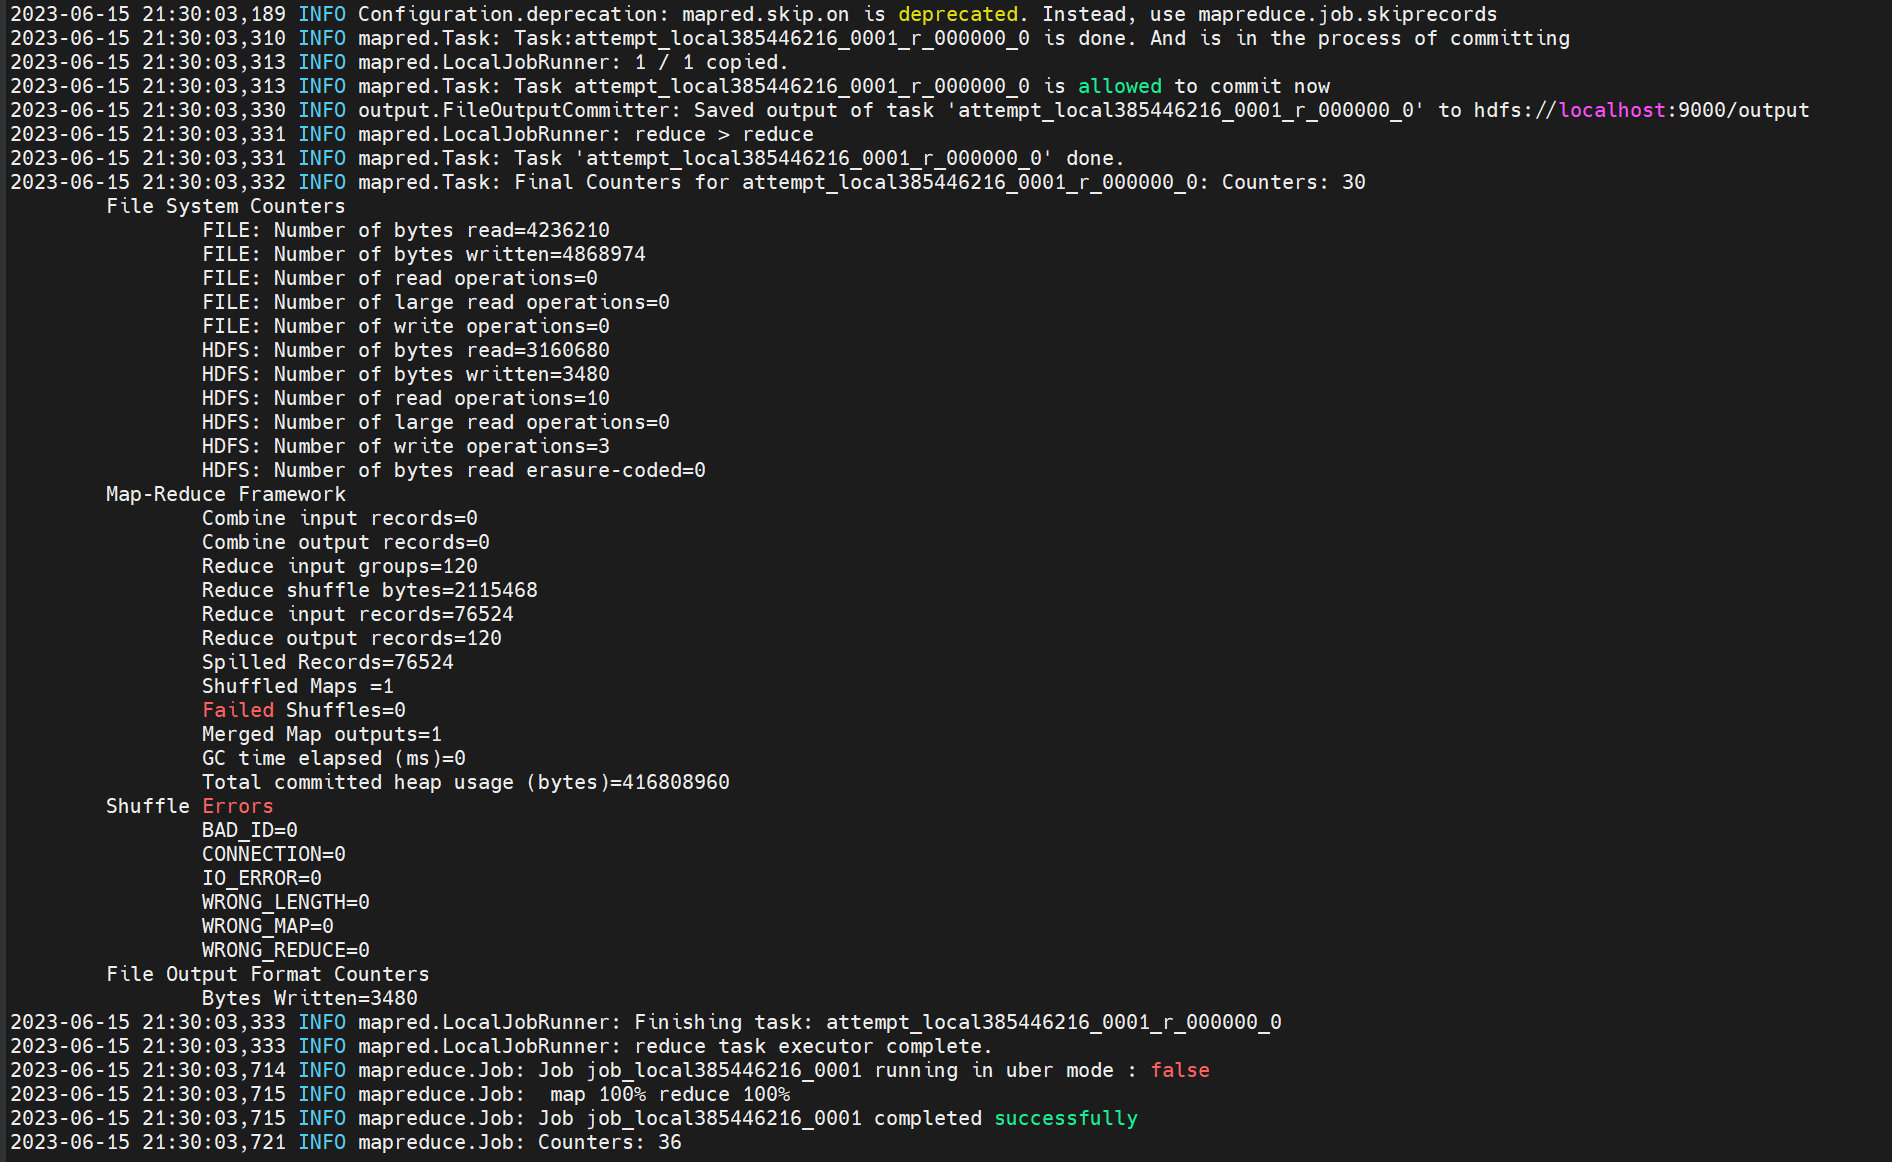 2023-06-15 21:30:03,189 INFO Configuration.deprecation: mapred.skip.on is deprecated. Instead, use mapreduce.job.skiprecords
2023-06-15 21:30:03,310 INFO mapred.Task: Task:attempt_local385446216_0001_r_000000_0 is done. And is in the process of committing
2023-06-15 21:30:03,313 INFO mapred.LocalJobRunner: 1 / 1 copied.
2023-06-15 21:30:03,313 INFO mapred.Task: Task attempt_local385446216_0001_r_000000_0 is allowed to commit now
2023-06-15 21:30:03,330 INFO output.FileOutputCommitter: Saved output of task 'attempt_local385446216_0001_r_000000_0' to hdfs://localhost:9000/output
2023-06-15 21:30:03,331 INFO mapred.LocalJobRunner: reduce > reduce
2023-06-15 21:30:03,331 INFO mapred.Task: Task 'attempt_local385446216_0001_r_000000_0' done.
2023-06-15 21:30:03,332 INFO mapred.Task: Final Counters for attempt_local385446216_0001_r_000000_0: Counters: 30
File System Counters
FILE: Number of bytes read=4236210
FILE: Number of bytes written=4868974
FILE: Number of read operations=0
FILE: Number of large read operations=0
FILE: Number of write operations=0
HDFS: Number of bytes read=3160680
HDFS: Number of bytes written=3480
HDFS: Number of read operations=10
HDFS: Number of large read operations=0
HDFS: Number of write operations=3
HDFS: Number of bytes read erasure-coded=0
Map-Reduce Framework
Combine input records=0
Combine output records=0
Reduce input groups=120
Reduce shuffle bytes=2115468
Reduce input records=76524
Reduce output records=120
Spilled Records=76524
Shuffled Maps =1
Failed Shuffles=0
Merged Map outputs=1
GC time elapsed (ms)=0
Total committed heap usage (bytes)=416808960
Shuffle Errors
BAD_ID=0
CONNECTION=0
IO_ERROR=0
WRONG_LENGTH=0
WRONG_MAP=0
WRONG_REDUCE=0
File Output Format Counters
Bytes Written=3480
2023-06-15 21:30:03,333 INFO mapred.LocalJobRunner: Finishing task: attempt_local385446216_0001_r_000000_0
2023-06-15 21:30:03,333 INFO mapred.LocalJobRunner: reduce task executor complete.
2023-06-15 21:30:03,714 INFO mapreduce.Job: Job job_local385446216_0001 running in uber mode : false
2023-06-15 21:30:03,715 INFO mapreduce.Job:  map 100% reduce 100%
2023-06-15 21:30:03,715 INFO mapreduce.Job: Job job_local385446216_0001 completed successfully
2023-06-15 21:30:03,721 INFO mapreduce.Job: Counters: 36